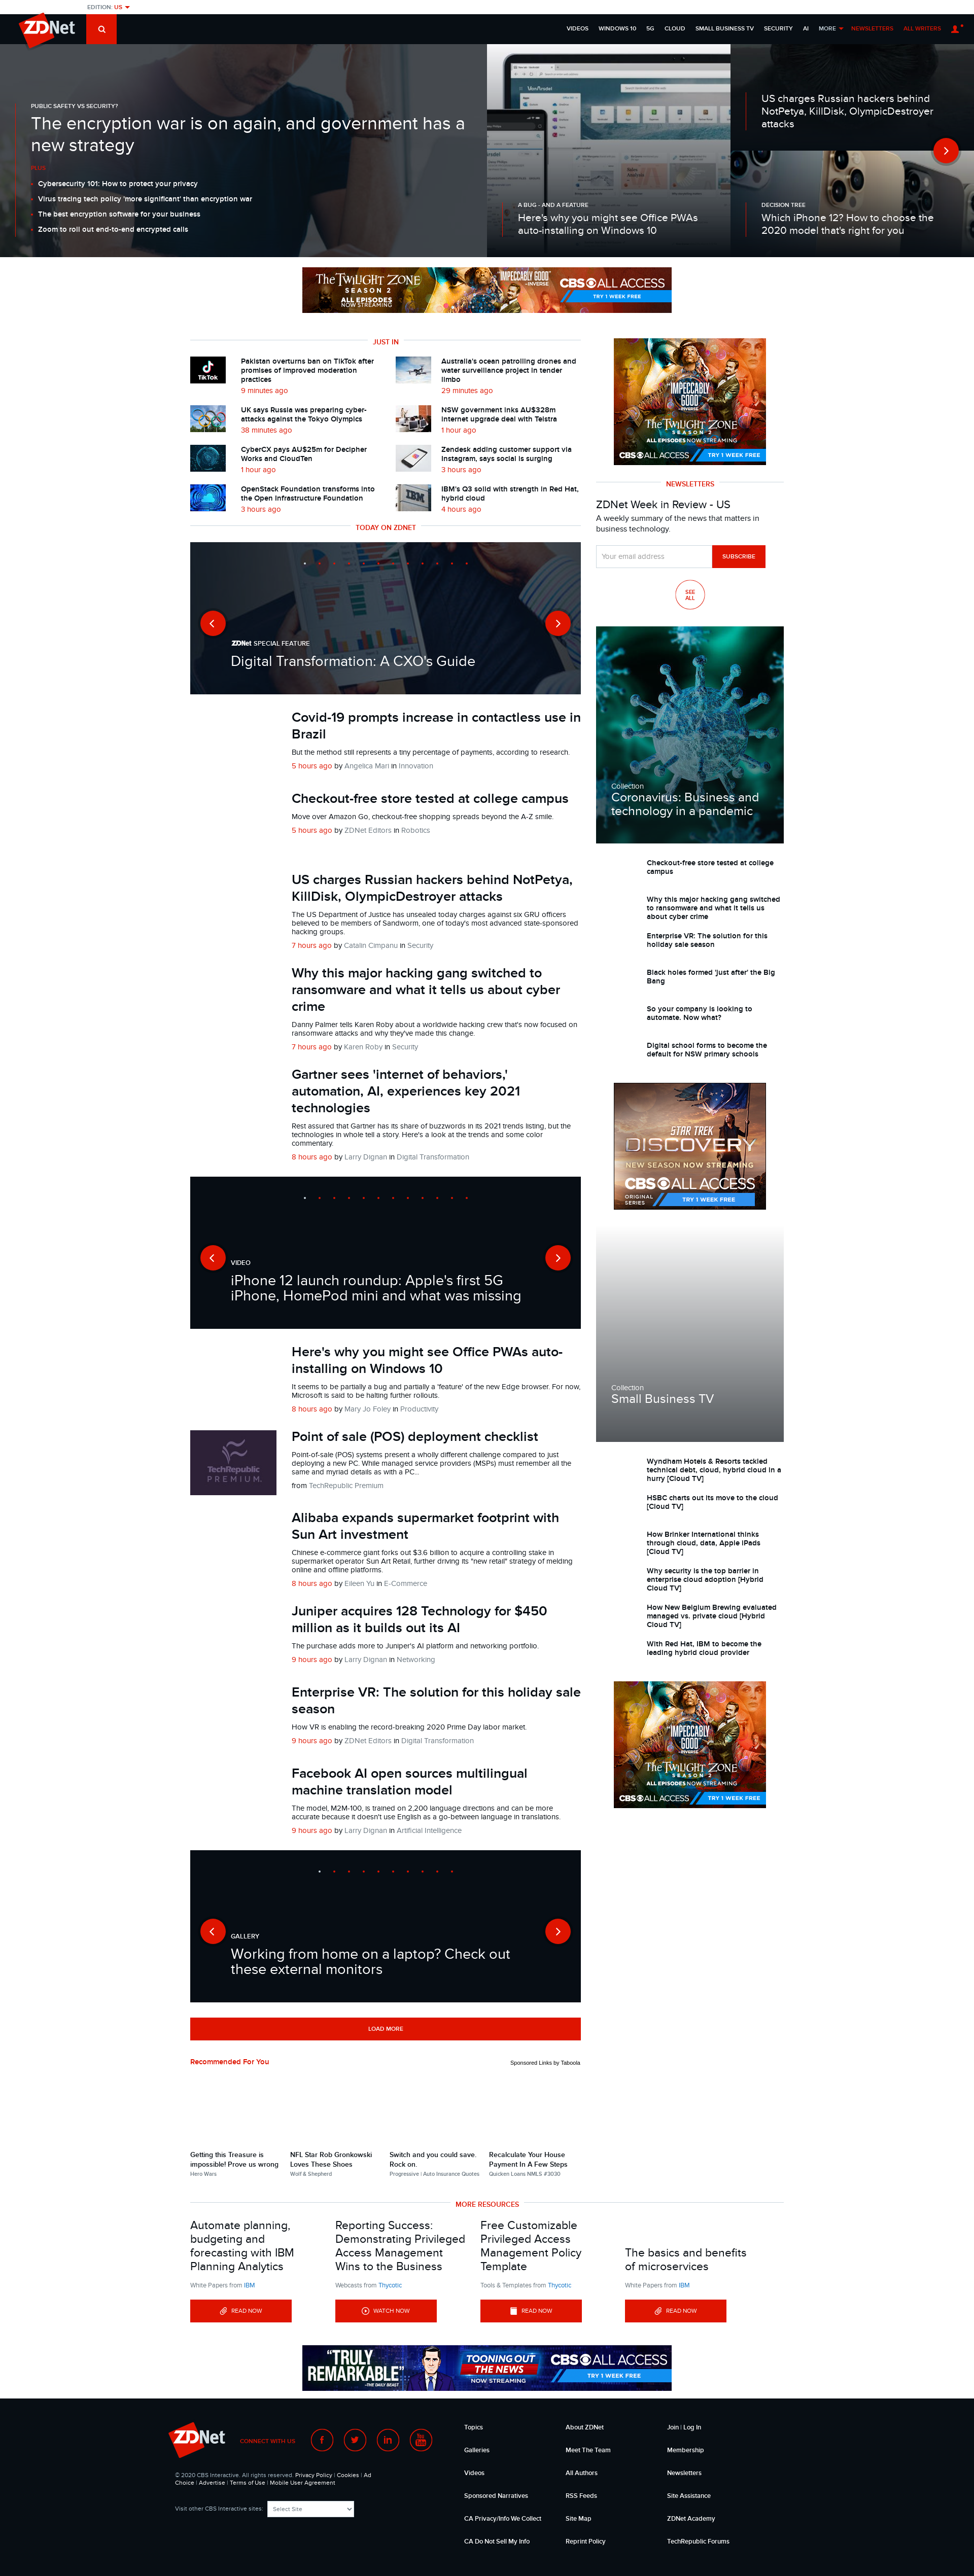 EDITION: US
ZDNet
VIDEOS
WINDOWS 10
5G
CLOUD
SMALL BUSINESS TV
SECURITY
AI
MORE
NEWSLETTERS
ALL WRITERS
PUBLIC SAFETY VS SECURITY?
The encryption war is on again, and government has a
new strategy
PLUS
Cybersecurity 101: How to protect your privacy
Virus tracing tech policy 'more significant' than encryption war
The best encryption software for your business
Zoom to roll out end-to-end encrypted calls
A BUG - AND A FEATURE
Here's why you might see Office PWAs
auto-installing on Windows 10
US charges Russian hackers behind
NotPetya, KillDisk, OlympicDestroyer
attacks
DECISION TREE
Which iPhone 12? How to choose the
2020 model that's right for you
THE TWILIGHT ZONE
SEASON 2
ALL EPISODES
NOW STREAMING
"IMPECCABLY GOOD"
-INVERSE
CBS ALL ACCESS
TRY 1 WEEK FREE
JUST IN
TikTok
Pakistan overturns ban on TikTok after
promises of improved moderation
practices
9 minutes ago
Australia's ocean patrolling drones and
water surveillance project in tender
limbo
29 minutes ago
UK says Russia was preparing cyber-
attacks against the Tokyo Olympics
38 minutes ago
NSW government inks AU$328m
internet upgrade deal with Telstra
1 hour ago
CyberCX pays AU$25m for Decipher
Works and CloudTen
1 hour ago
Zendesk adding customer support via
Instagram, says social is surging
3 hours ago
OpenStack Foundation transforms into
the Open Infrastructure Foundation
3 hours ago
IBM
IBM's Q3 solid with strength in Red Hat,
hybrid cloud
4 hours ago
TODAY ON ZDNET
ZDNet SPECIAL FEATURE
Digital Transformation: A CXO's Guide
Covid-19 prompts increase in contactless use in
Brazil
But the method still represents a tiny percentage of payments, according to research.
5 hours ago by Angelica Mari in Innovation
Checkout-free store tested at college campus
Move over Amazon Go, checkout-free shopping spreads beyond the A-Z smile.
5 hours ago by ZDNet Editors in Robotics
US charges Russian hackers behind NotPetya,
KillDisk, OlympicDestroyer attacks
The US Department of Justice has unsealed today charges against six GRU officers
believed to be members of Sandworm, one of today's most advanced state-sponsored
hacking groups.
7 hours ago by Catalin Cimpanu in Security
Why this major hacking gang switched to
ransomware and what it tells us about cyber
crime
Danny Palmer tells Karen Roby about a worldwide hacking crew that's now focused on
ransomware attacks and why they've made this change.
7 hours ago by Karen Roby in Security
Gartner sees 'internet of behaviors,'
automation, AI, experiences key 2021
technologies
Rest assured that Gartner has its share of buzzwords in its 2021 trends listing, but the
technologies in whole tell a story. Here's a look at the trends and some color
commentary.
8 hours ago by Larry Dignan in Digital Transformation
VIDEO
iPhone 12 launch roundup: Apple's first 5G
iPhone, HomePod mini and what was missing
Here's why you might see Office PWAs auto-
installing on Windows 10
It seems to be partially a bug and partially a 'feature' of the new Edge browser. For now,
Microsoft is said to be halting further rollouts.
8 hours ago by Mary Jo Foley in Productivity
TechRepublic
PREMIUM
Point of sale (POS) deployment checklist
Point-of-sale (POS) systems present a wholly different challenge compared to just
deploying a new PC. While managed service providers (MSPs) must remember all the
same and myriad details as with a PC...
from TechRepublic Premium
Alibaba expands supermarket footprint with
Sun Art investment
Chinese e-commerce giant forks out $3.6 billion to acquire a controlling stake in
supermarket operator Sun Art Retail, further driving its "new retail" strategy of melding
online and offline platforms.
8 hours ago by Eileen Yu in E-Commerce
Juniper acquires 128 Technology for $450
million as it builds out its AI
The purchase adds more to Juniper's AI platform and networking portfolio.
9 hours ago by Larry Dignan in Networking
Enterprise VR: The solution for this holiday sale
season
How VR is enabling the record-breaking 2020 Prime Day labor market.
9 hours ago by ZDNet Editors in Digital Transformation
Facebook AI open sources multilingual
machine translation model
The model, M2M-100, is trained on 2,200 language directions and can be more
accurate because it doesn't use English as a go-between language in translations.
9 hours ago by Larry Dignan in Artificial Intelligence
GALLERY
Working from home on a laptop? Check out
these external monitors
LOAD MORE
"IMPECCABLY
GOOD" INVERSE
THE TWILIGHT ZONE
SEASON 2
ALL EPISODES NOW STREAMING
CBS ALL ACCESS
TRY 1 WEEK FREE
NEWSLETTERS
ZDNet Week in Review - US
A weekly summary of the news that matters in
business technology.
Your email address
SUBSCRIBE
SEE
ALL
Collection
Coronavirus: Business and
technology in a pandemic
Checkout-free store tested at college
campus
Why this major hacking gang switched
to ransomware and what it tells us
about cyber crime
Enterprise VR: The solution for this
holiday sale season
Black holes formed 'just after' the Big
Bang
So your company is looking to
automate. Now what?
Digital school forms to become the
default for NSW primary schools
STAR TREK
DISCOVERY
NEW SEASON NOW STREAMING
CBS ALL ACCESS
ORIGINAL
SERIES
TRY 1 WEEK FREE
Collection
Small Business TV
Wyndham Hotels & Resorts tackled
technical debt, cloud, hybrid cloud in a
hurry [Cloud TV]
HSBC charts out its move to the cloud
[Cloud TV]
How Brinker International thinks
through cloud, data, Apple iPads
[Cloud TV]
Why security is the top barrier in
enterprise cloud adoption [Hybrid
Cloud TV]
How New Belgium Brewing evaluated
managed vs. private cloud [Hybrid
Cloud TV]
With Red Hat, IBM to become the
leading hybrid cloud provider
"IMPECCABLY
GOOD" INVERSE
THE TWILIGHT ZONE
SEASON 2
ALL EPISODES NOW STREAMING
CBS ALL ACCESS
TRY 1 WEEK FREE
Recommended For You
Sponsored Links by Taboola
Getting this Treasure is
impossible! Prove us wrong
Hero Wars
NFL Star Rob Gronkowski
Loves These Shoes
Wolf & Shepherd
Switch and you could save.
Rock on.
Progressive | Auto Insurance Quotes
Recalculate Your House
Payment In A Few Steps
Quicken Loans NMLS #3030
MORE RESOURCES
Automate planning,
budgeting and
forecasting with IBM
Planning Analytics
White Papers from IBM
READ NOW
Reporting Success:
Demonstrating Privileged
Access Management
Wins to the Business
Webcasts from Thycotic
WATCH NOW
Free Customizable
Privileged Access
Management Policy
Template
Tools & Templates from Thycotic
READ NOW
The basics and benefits
of microservices
White Papers from IBM
READ NOW
"TRULY
REMARKABLE"
-THE DAILY BEAST
TOONING OUT
THE NEWS
NOW STREAMING
CBS ALL ACCESS
TRY 1 WEEK FREE
ZDNet
CONNECT WITH US
© 2020 CBS Interactive. All rights reserved. Privacy Policy | Cookies | Ad
Choice | Advertise | Terms of Use | Mobile User Agreement
Visit other CBS Interactive sites: Select Site
Topics
Galleries
Videos
Sponsored Narratives
CA Privacy/Info We Collect
CA Do Not Sell My Info
About ZDNet
Meet The Team
All Authors
RSS Feeds
Site Map
Reprint Policy
Join | Log In
Membership
Newsletters
Site Assistance
ZDNet Academy
TechRepublic Forums